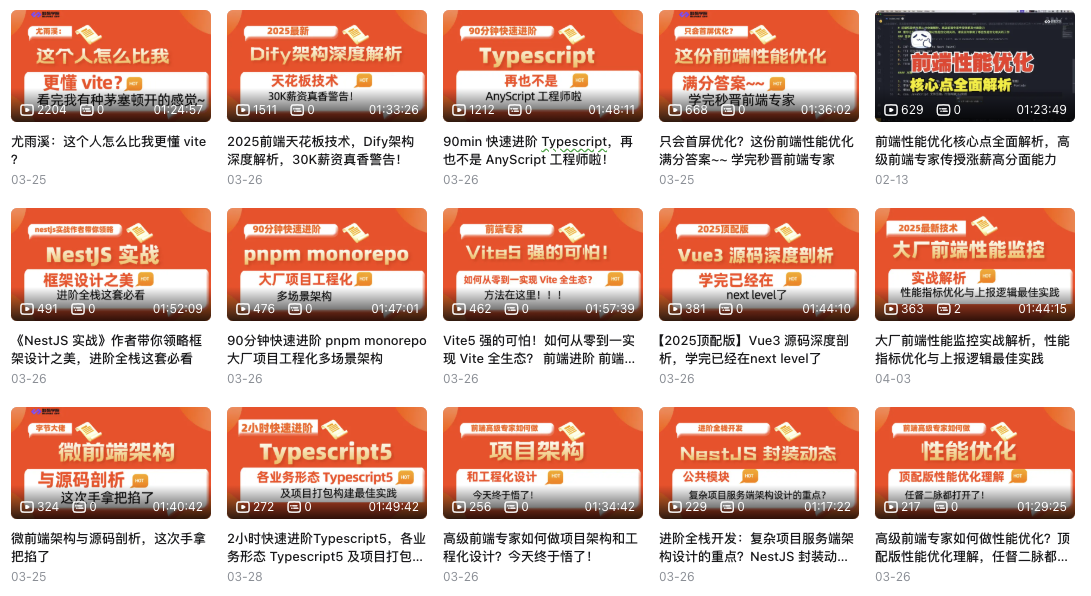 尤雨溪：
这个人怎么比我
更懂 vite?
HOT
看完我有种茅塞顿开的感觉~
2204
0
01:24:57
尤雨溪：这个人怎么比我更懂 vite
？
03-25
2025最新
Dify架构深度解析
天花板技术
HOT
30K薪资真香警告！
1511
0
01:33:26
2025前端天花板技术，Dify架构
深度解析，30K薪资真香警告！
03-26
90分钟快速进阶
Typescript
再也不是
HOT
AnyScript 工程师啦
1212
0
01:48:11
90min 快速进阶 Typescript，再
也不是 AnyScript 工程师啦！
03-26
只会首屏优化？
这份前端性能优化
满分答案~~
HOT
学完秒晋前端专家
668
0
01:36:02
只会首屏优化？这份前端性能优化
满分答案~~ 学完秒晋前端专家
03-25
前端性能优化
核心点全面解析
629
0
01:23:49
前端性能优化核心点全面解析，高
级前端专家传授涨薪高分面能力
02-13
nestjs实战作者带你领略
NestJS 实战
框架设计之美
HOT
进阶全栈这套必看
491
0
01:52:09
《NestJS 实战》作者带你领略框
架设计之美，进阶全栈这套必看
03-26
90分钟快速进阶
pnpm monorepo
大厂项目工程化
HOT
多场景架构
476
0
01:47:01
90分钟快速进阶 pnpm monorepo
大厂项目工程化多场景架构
03-26
前端专家
Vite5 强的可怕！
如何从零到一实现 Vite 全生态？
HOT
方法在这里！！！
462
0
01:57:39
Vite5 强的可怕！如何从零到一实
现 Vite 全生态？ 前端进阶 前端...
03-26
2025顶配版
Vue3 源码深度剖析
学完已经在
HOT
next level了
381
0
01:44:10
【2025顶配版】Vue3 源码深度剖
析，学完已经在next level了
03-26
2025最新技术
大厂前端性能监控
实战解析
HOT
性能指标优化与上报逻辑最佳实践
363
2
01:44:15
大厂前端性能监控实战解析，性能
指标优化与上报逻辑最佳实践
04-03
字节大佬
微前端架构
与源码剖析
HOT
这次手拿把掐了
324
0
01:40:42
微前端架构与源码剖析，这次手拿
把掐了
03-25
2小时快速进阶
Typescript5
各业务形态 Typescript5
HOT
及项目打包构建最佳实践
272
0
01:49:42
2小时快速进阶Typescript5，各业
务形态 Typescript5 及项目打包...
03-28
前端高级专家如何做
项目架构
和工程化设计
HOT
今天终于悟了！
256
0
01:34:42
高级前端专家如何做项目架构和工
程化设计？今天终于悟了！
03-26
进阶全栈开发
NestJS 封装动态
公共模块
HOT
复杂项目服务端架构设计的重点？
229
0
01:17:22
进阶全栈开发：复杂项目服务端架
构设计的重点？NestJS 封装动...
03-26
前端高级专家如何做
性能优化
顶配版性能优化理解
HOT
任督二脉都打开了！
217
0
01:29:25
高级前端专家如何做性能优化？顶
配版性能优化理解，任督二脉都...
03-26